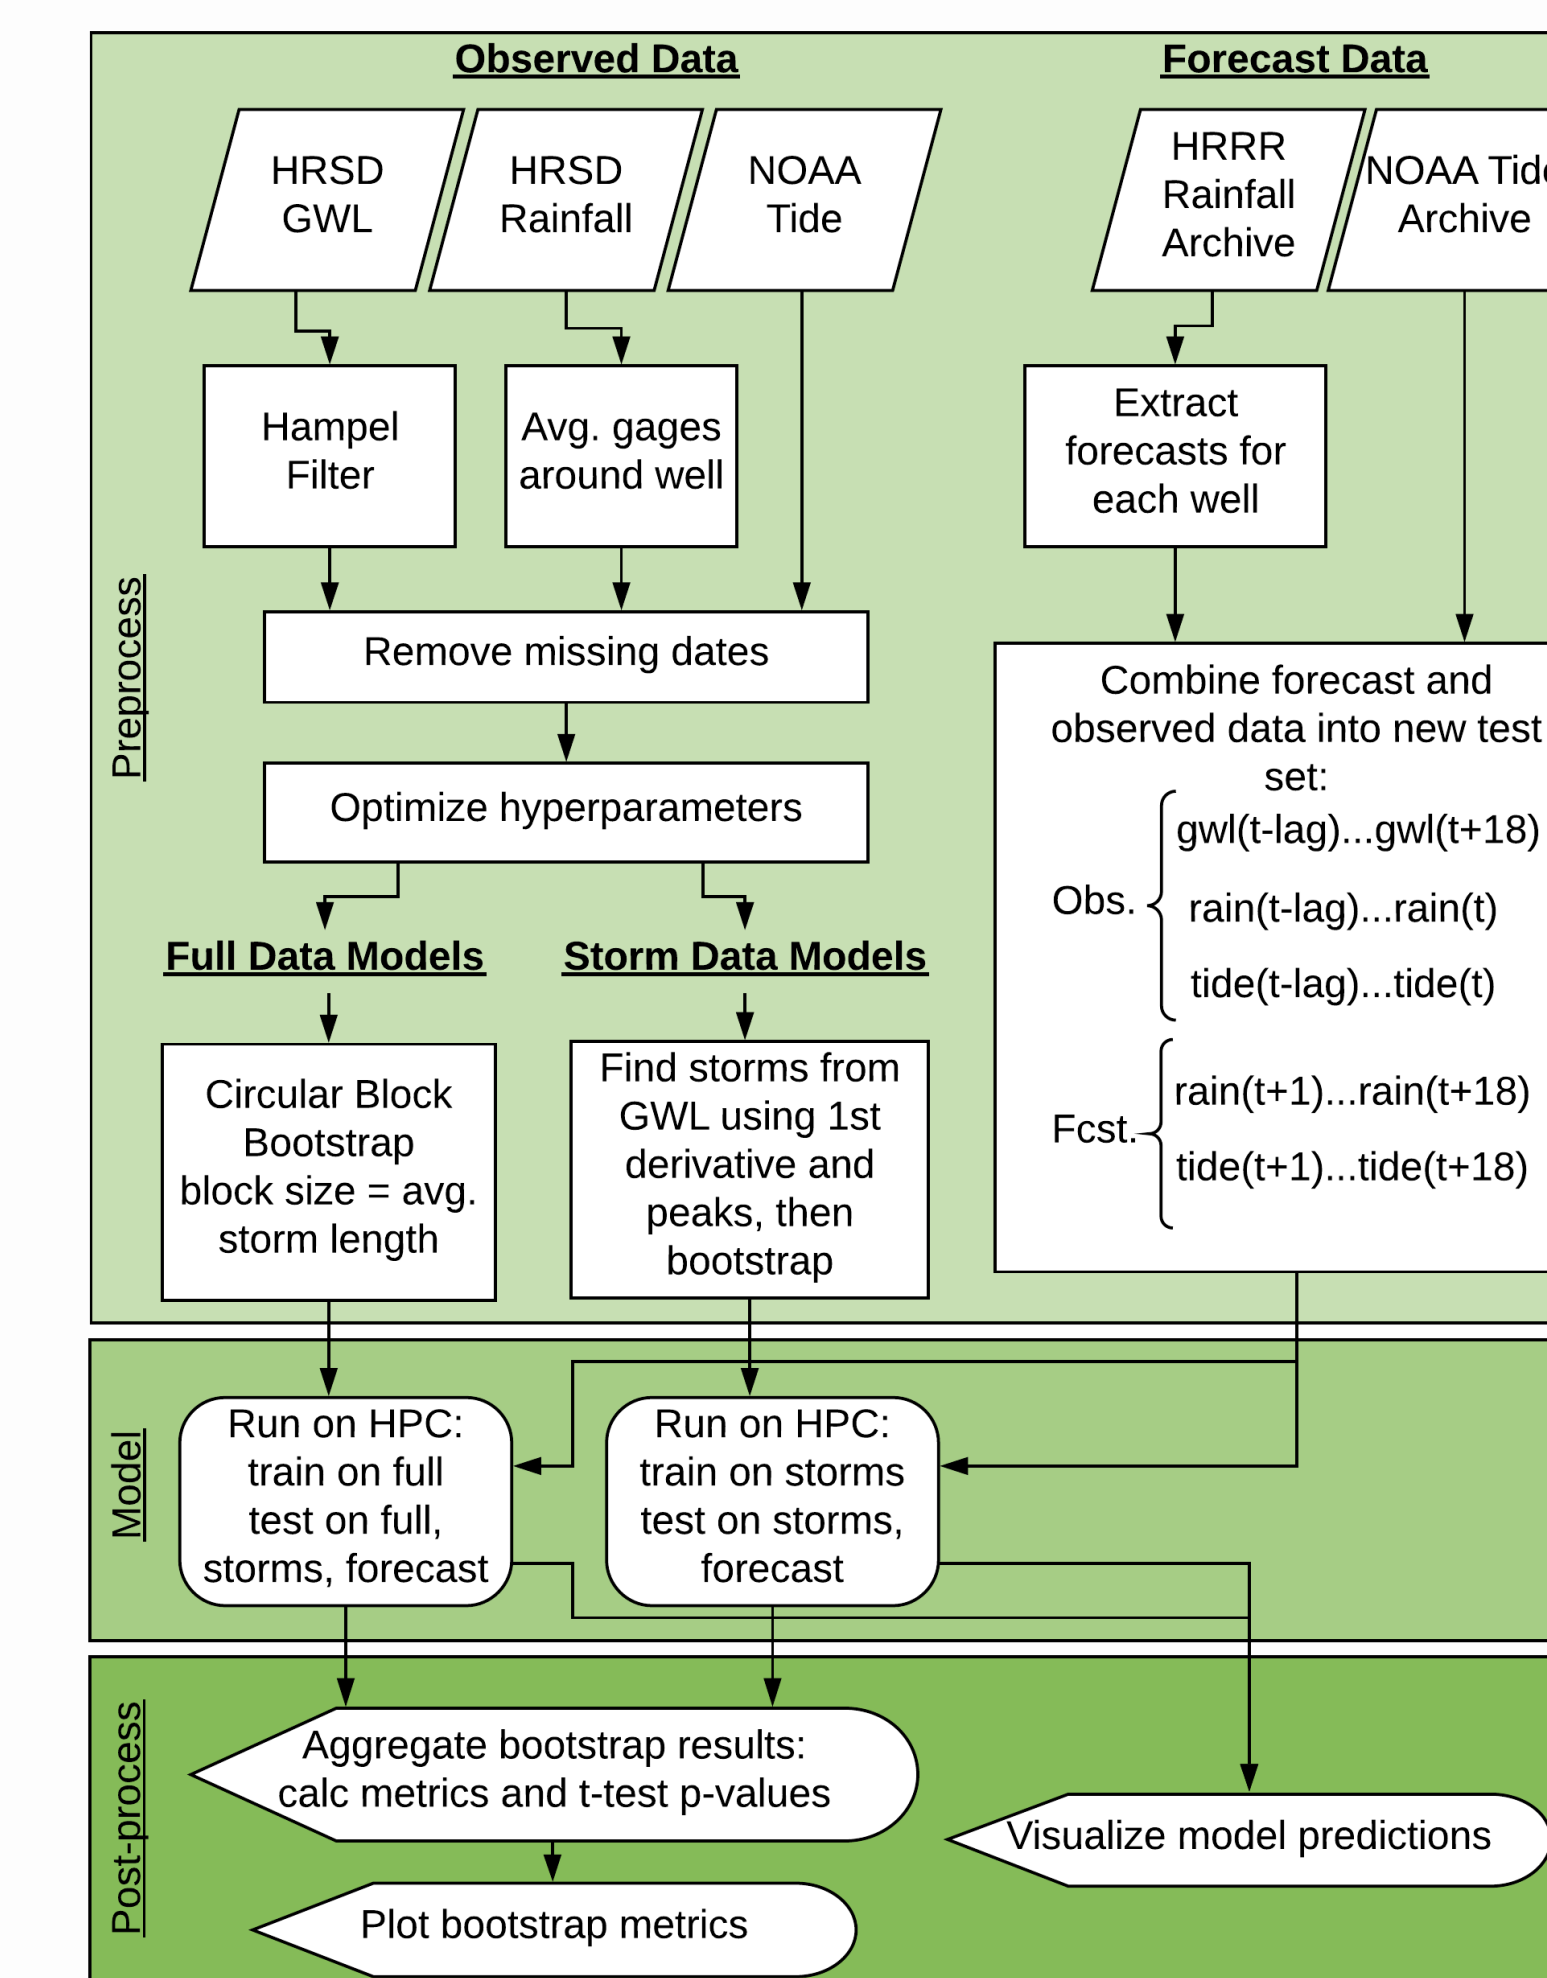 Observed Data
Forecast Data
HRSD
GWL
HRSD
Rainfall
NOAA
Tide
HRRR
Rainfall
Archive
NOAA
Archive
Hampel
Filter
Avg. gages
around well
Extract
forecasts for
each well
Preprocess
Remove missing dates
Optimize hyperparameters
Combine forecast and
observed data into new test
set:
Obs.
gwl(t-lag)...gwl(t+18)
rain(t-lag)...rain(t)
tide(t-lag)...tide(t)
Fcst.
rain(t+1)...rain(t+18)
tide(t+1)...tide(t+18)
Full Data Models
Storm Data Models
Circular Block
Bootstrap
block size = avg.
storm length
Find storms from
GWL using 1st
derivative and
peaks, then
bootstrap
Model
Run on HPC:
train on full
test on full,
storms, forecast
Run on HPC:
train on storms
test on storms,
forecast
Post-process
Aggregate bootstrap results:
calc metrics and t-test p-values
Visualize model predictions
Plot bootstrap metrics